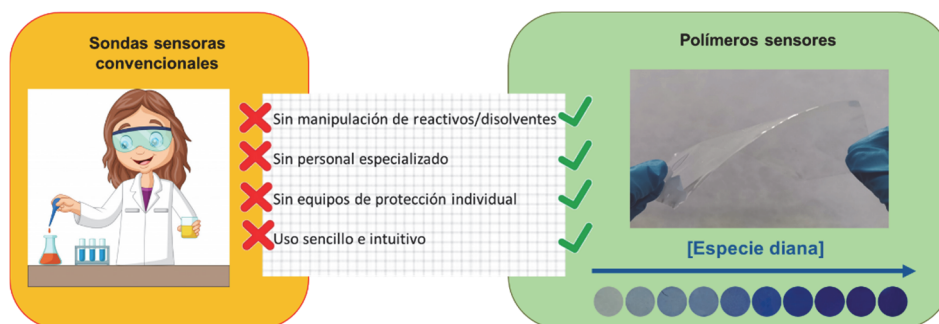 Sondas sensoras
convencionales
Sin manipulación de reactivos/disolventes
Sin personal especializado
Sin equipos de protección individual
Uso sencillo e intuitivo
Polímeros sensores
[Especie diana]